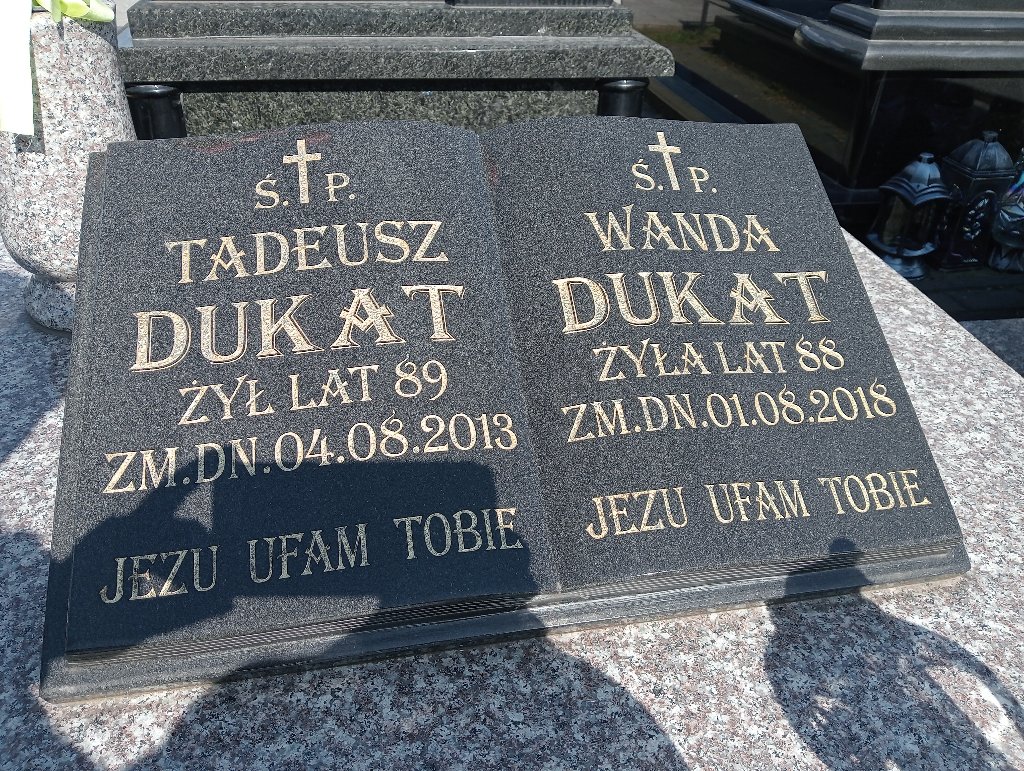 Ś. P.
TADEUSZ
DUKAT
ŻYŁ LAT 89
ZM.DN.04.08.2013
JEZU UFAM TOBIE
Ś. P.
WANDA
DUKAT
ŻYŁA LAT 88
ZM.DN.01.08.2018
JEZU UFAM TOBIE